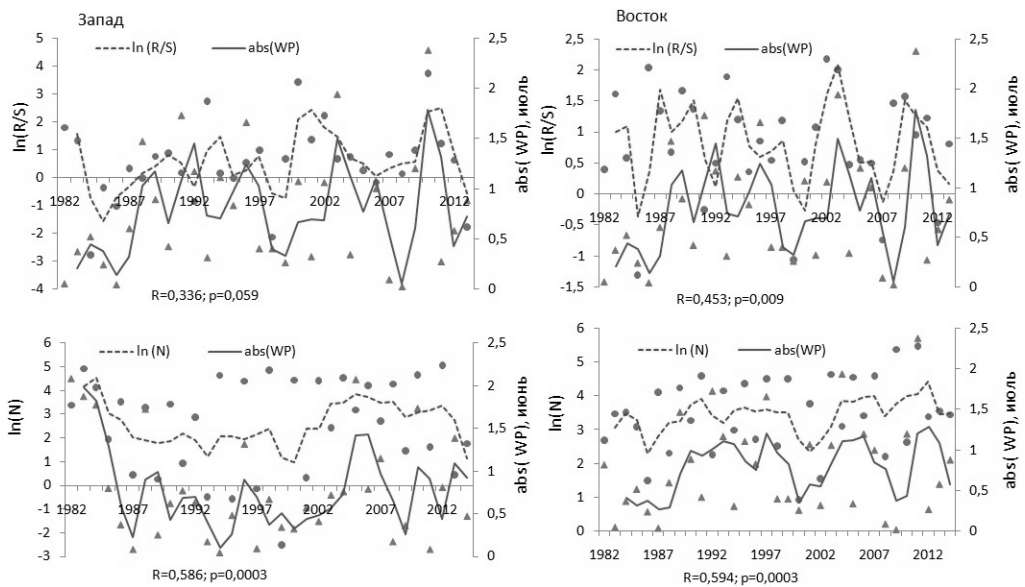 Запад
ln (R/S) abs(WP)
ln(R/S)
5
4
3
2
1
0
-1
-2
-3
-4
1982 1987 1992 1997 2002 2007 2012
2,5
2
1,5
1
0,5
0
abs( WP), июль
R=0,336; p=0,059
Восток
ln (R/S) abs(WP)
ln(R/S)
2,5
2
1,5
1
0,5
0
-0,5
-1
-1,5
1982 1987 1992 1997 2002 2007 2012
2,5
2
1,5
1
0,5
0
abs( WP), июль
R=0,453; p=0,009
ln (N) abs(WP)
ln(N)
6
5
4
3
2
1
0
-1
-2
-3
1982 1987 1992 1997 2002 2007 2012
2,5
2
1,5
1
0,5
0
abs( WP), июнь
R=0,586; p=0,0003
ln (N) abs(WP)
ln(N)
6
5
4
3
2
1
0
1982 1987 1992 1997 2002 2007 2012
2,5
2
1,5
1
0,5
0
abs( WP), июль
R=0,594; p=0,0003